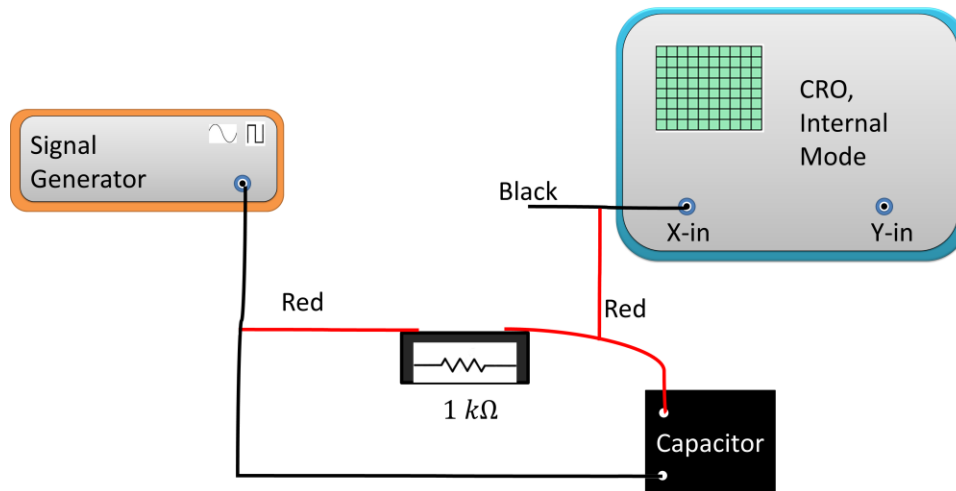 CRO,
Internal
Mode
Signal
Generator
Black
X-in
Y-in
Red
Red
1 kΩ
Capacitor